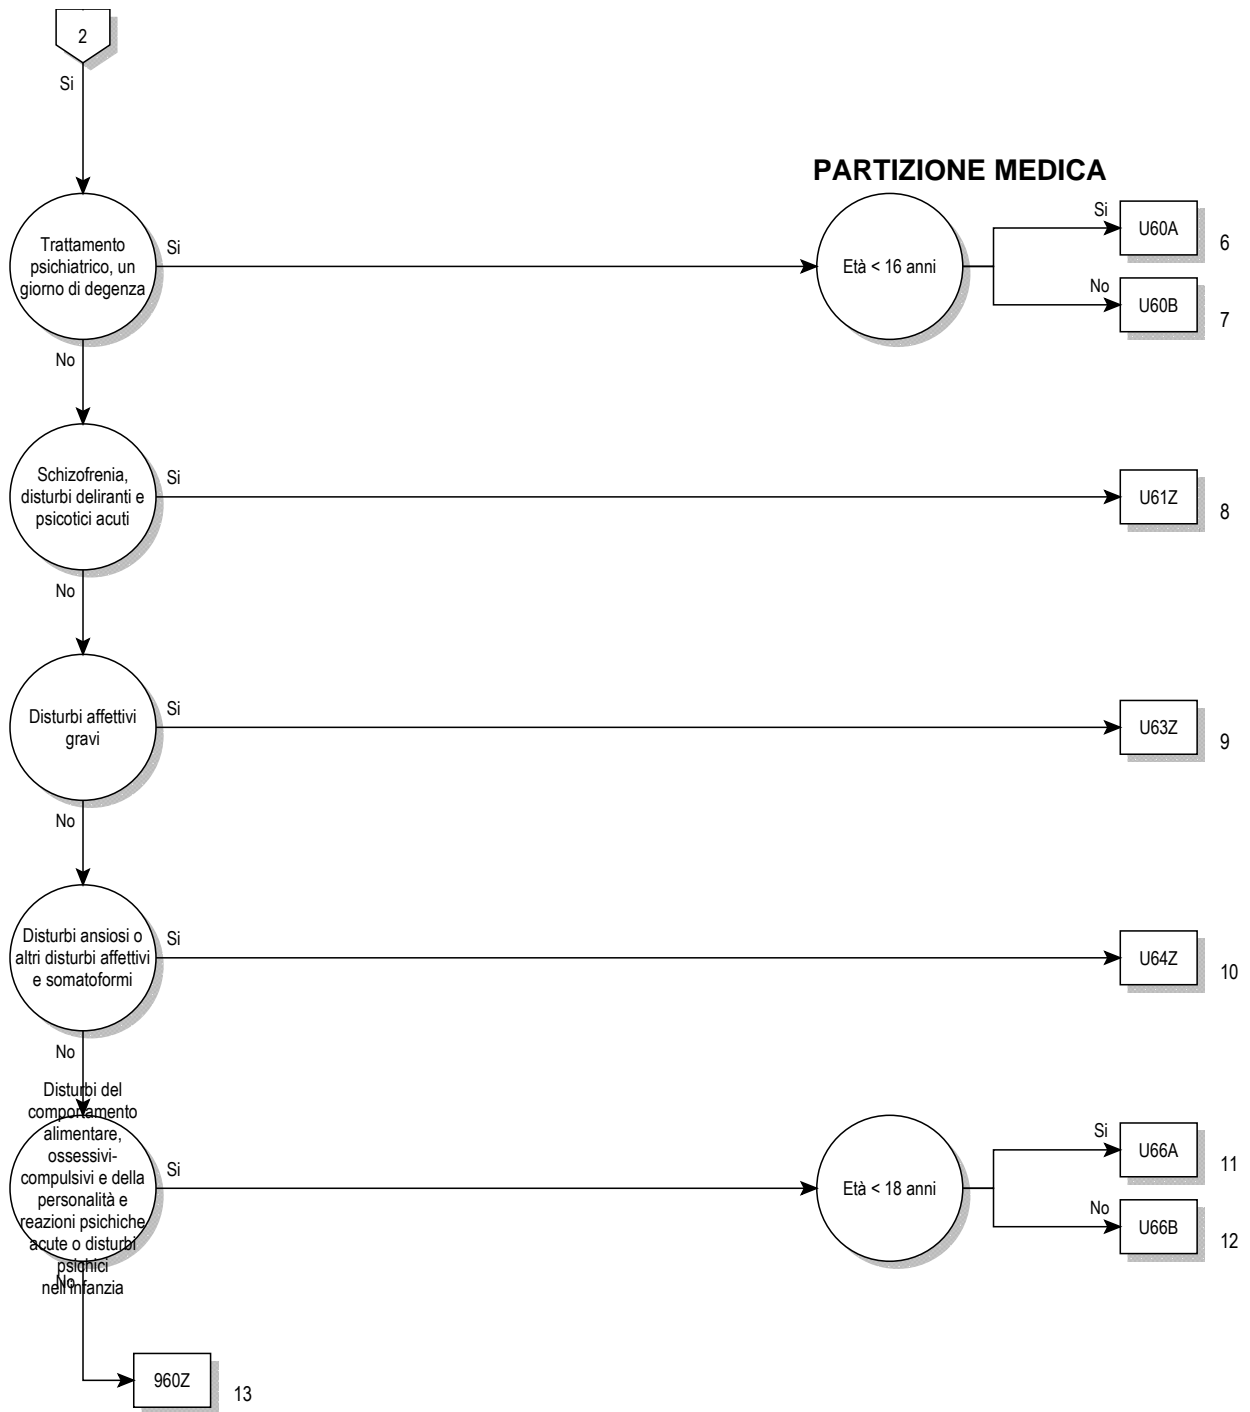 2
Si
PARTIZIONE MEDICA
Trattamento
psichiatrico, un
giorno di degenza
Si
Età < 16 anni
Si
U60A
6
No
U60B
7
No
Schizofrenia,
disturbi deliranti e
psicotici acuti
Si
U61Z
8
No
Disturbi affettivi
gravi
Si
U63Z
9
No
Disturbi ansiosi o
altri disturbi affettivi
e somatoformi
Si
U64Z
10
No
Disturbi del
comportamento
alimentare,
ossessivi-
compulsivi e della
personalità e
reazioni psichiche
acute o disturbi
psichici
nell'infanzia
Si
Età < 18 anni
Si
U66A
11
No
U66B
12
No
960Z
13